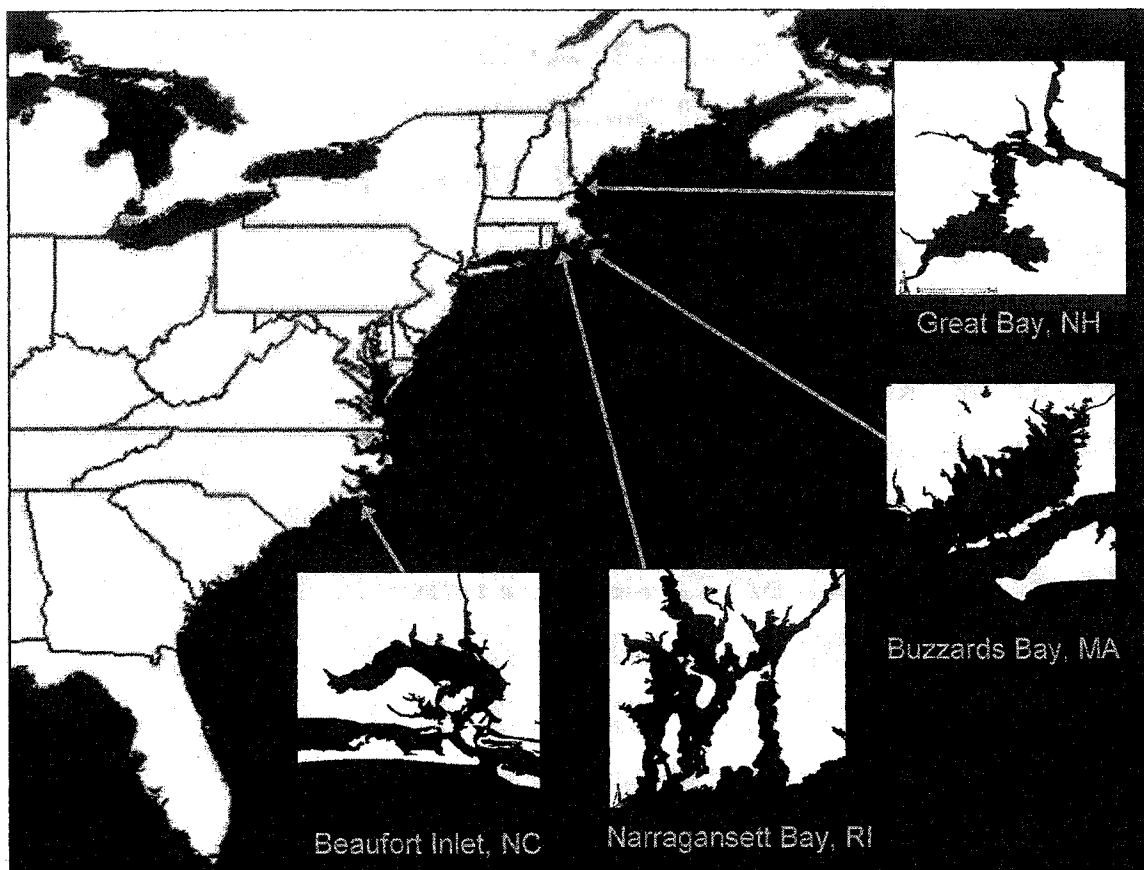 Great Bay, NH
Buzzards Bay, MA
Beaufort Inlet, NC
Narragansett Bay, RI